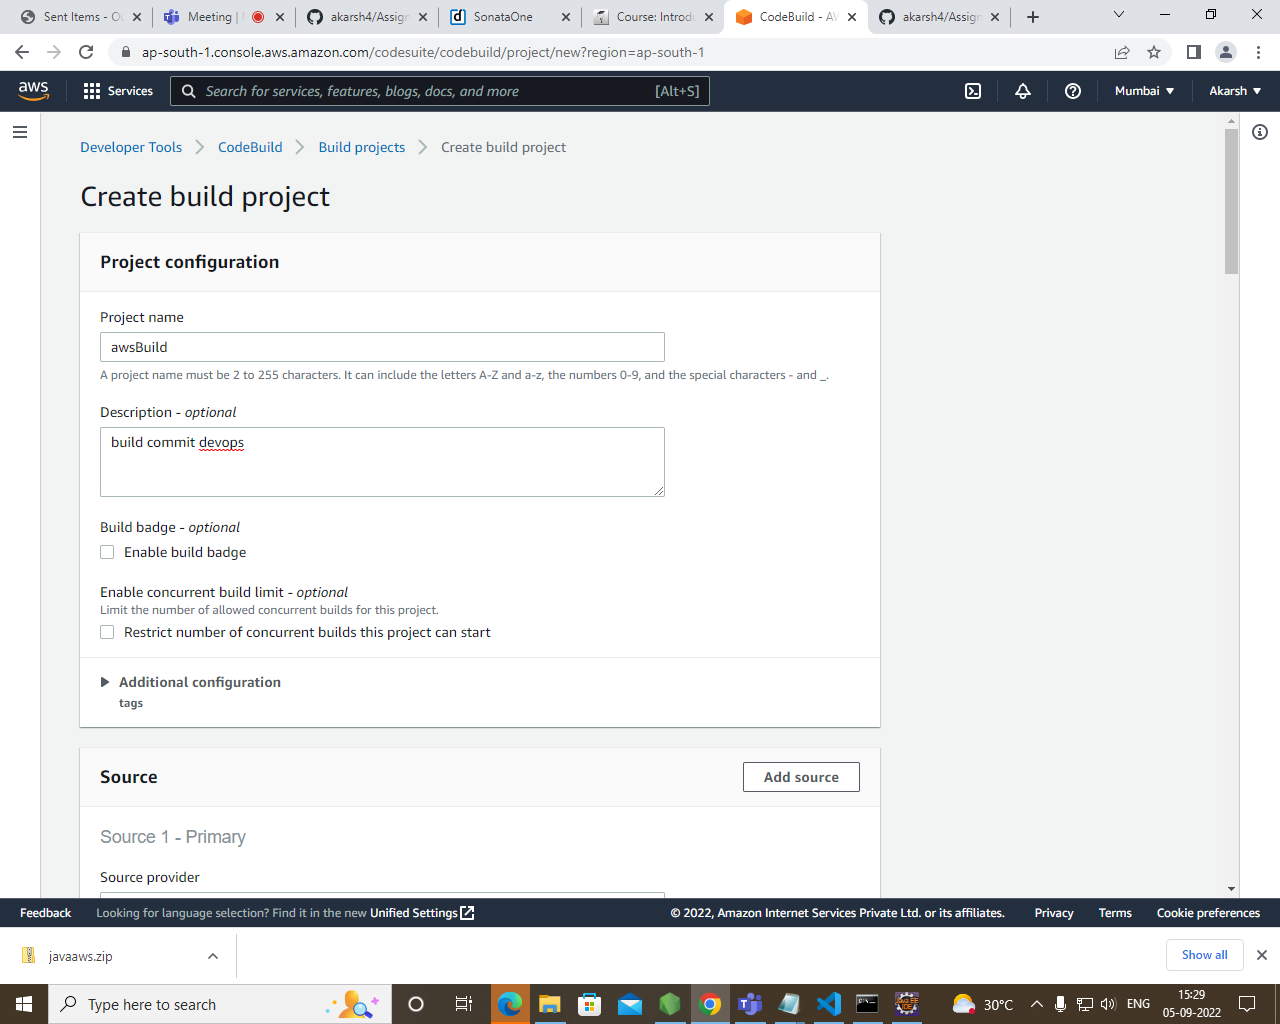 Sent Items - Ou
Meeting |
akarsh4/Assign
SonataOne
Course: Introdu
CodeBuild - AW
akarsh4/Assign
ap-south-1.console.aws.amazon.com/codesuite/codebuild/project/new?region=ap-south-1
aws
Services
Search for services, features, blogs, docs, and more
[Alt+S]
Mumbai
Akarsh
Developer Tools
CodeBuild
Build projects
Create build project
Create build project
Project configuration
Project name
awsBuild
A project name must be 2 to 255 characters. It can include the letters A-Z and a-z, the numbers 0-9, and the special characters - and _.
Description - optional
build commit devops
Build badge - optional
Enable build badge
Enable concurrent build limit - optional
Limit the number of allowed concurrent builds for this project.
Restrict number of concurrent builds this project can start
Additional configuration
tags
Source
Add source
Source 1 - Primary
Source provider
Feedback
Looking for language selection? Find it in the new Unified Settings
© 2022, Amazon Internet Services Private Ltd. or its affiliates.
Privacy
Terms
Cookie preferences
javaaws.zip
Show all
Type here to search
30°C
ENG
15:29
05-09-2022